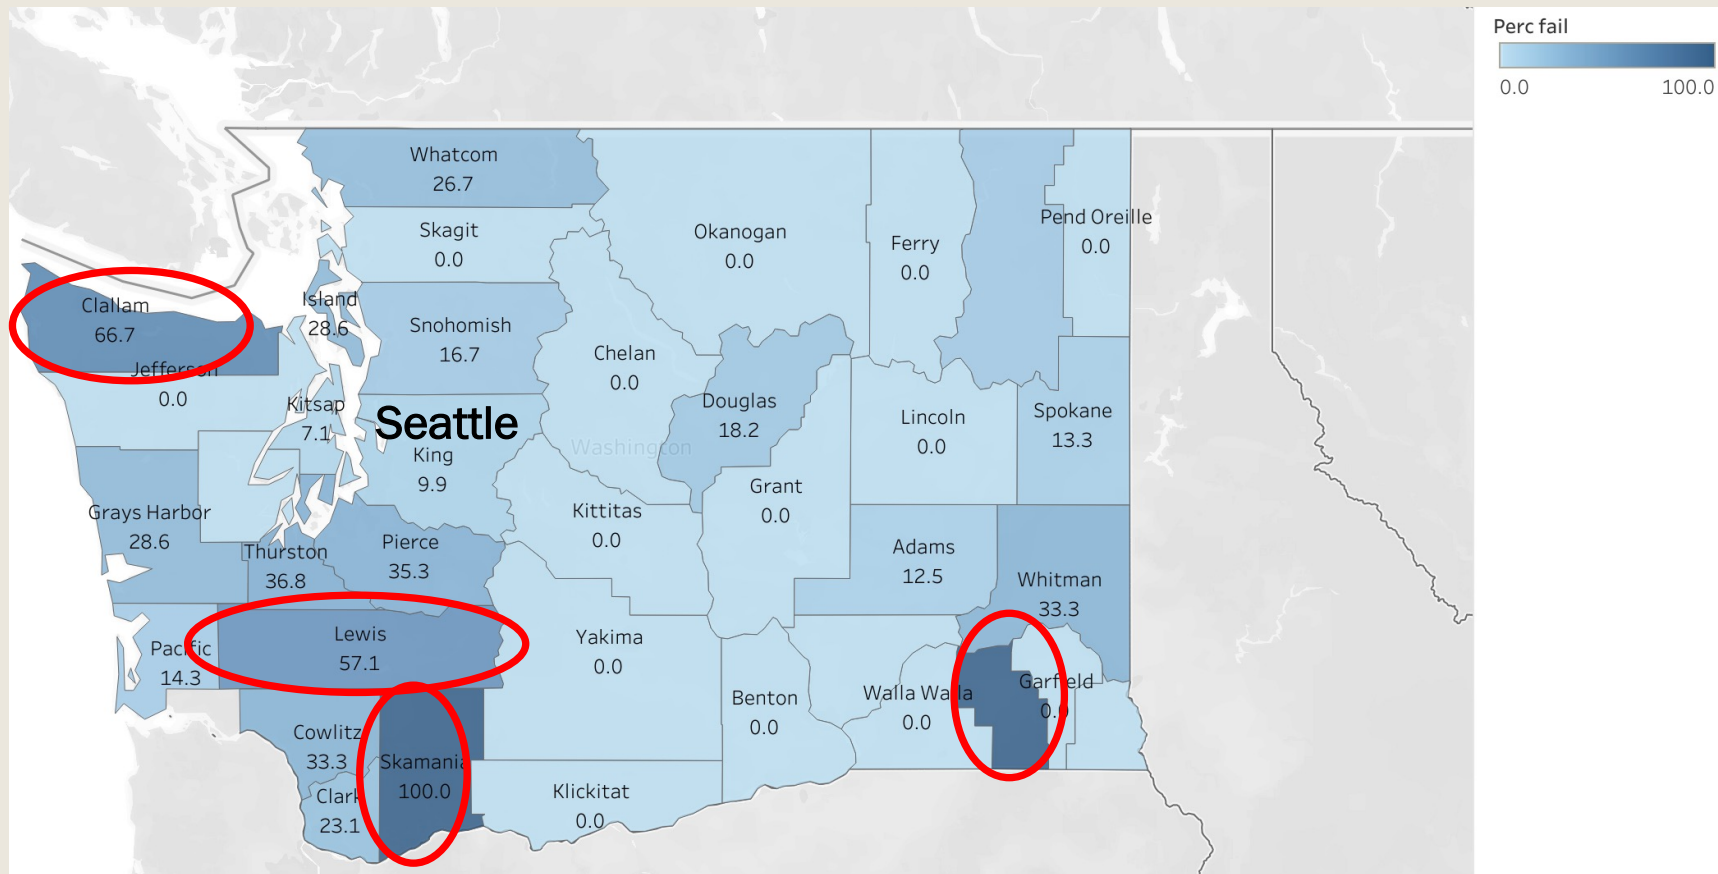 Perc fail
0.0 100.0
Whatcom
26.7
Skagit
0.0
Okanogan
0.0
Ferry
0.0
Pend Oreille
0.0
Clallam
66.7
Island
28.6
Snohomish
16.7
Jefferson
0.0
Chelan
0.0
Kitsap
7.1
Seattle
King
9.9
Washington
Douglas
18.2
Lincoln
0.0
Spokane
13.3
Grant
0.0
Grays Harbor
28.6
Kittitas
0.0
Thurston
36.8
Pierce
35.3
Adams
12.5
Whitman
33.3
Lewis
57.1
Yakima
0.0
Pacific
14.3
Benton
0.0
Walla Walla
0.0
Garfield
0.0
Cowlitz
33.3
Skamania
100.0
Clark
23.1
Klickitat
0.0